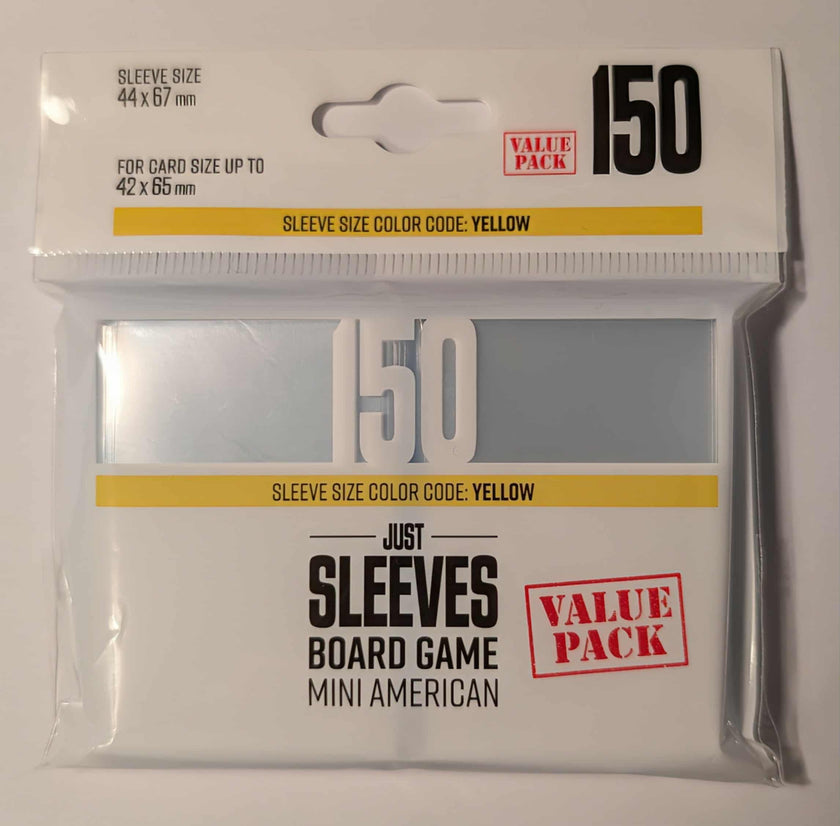 SLEEVE SIZE
44 x 67 mm
FOR CARD SIZE UP TO
42 x 65 mm
VALUE
PACK
150
SLEEVE SIZE COLOR CODE: YELLOW
150
SLEEVE SIZE COLOR CODE: YELLOW
JUST
SLEEVES
BOARD GAME
MINI AMERICAN
VALUE
PACK